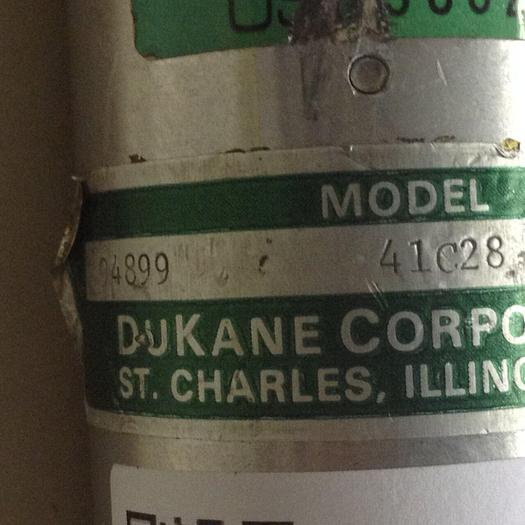 MODEL
94899 41C28
DUKANE CORPO
ST. CHARLES, ILLINO